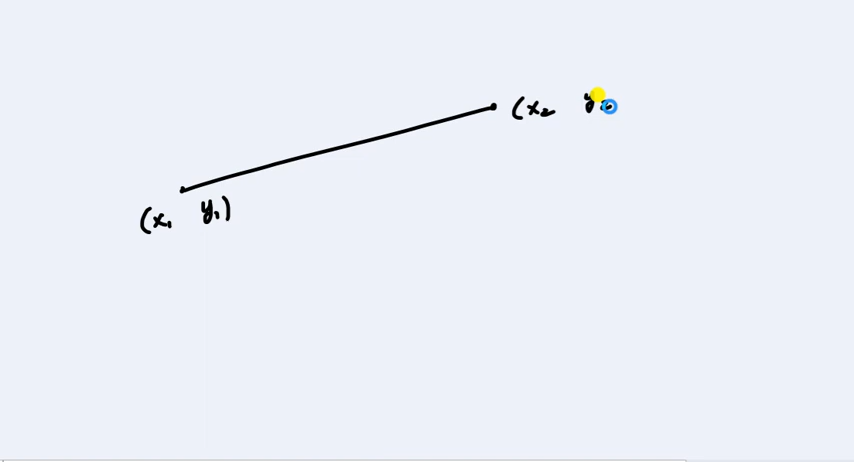 (x₂ y₂
(x₁ y₁)